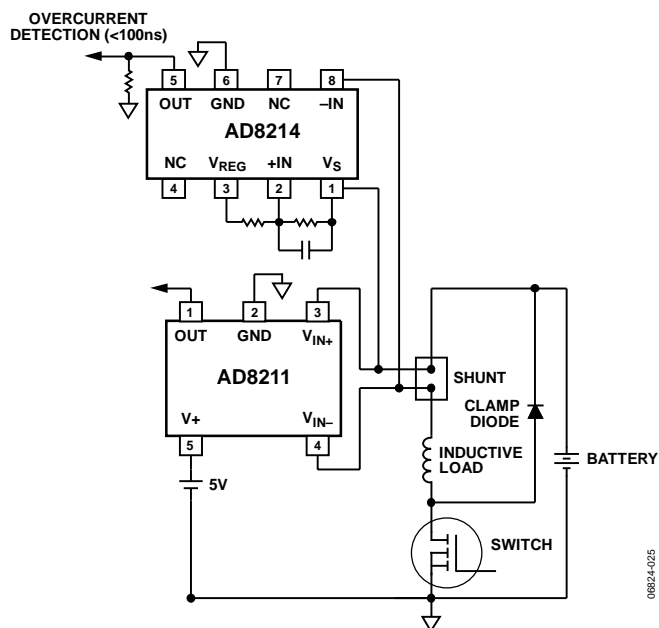 OVERCURRENT
DETECTION (<100ns)
5 6 7 8
OUT GND NC –IN
AD8214
NC VREG +IN VS
4 3 2 1
1 2 3
OUT GND VIN+
AD8211
V+ VIN–
5 4
5V
SHUNT
CLAMP
DIODE
INDUCTIVE
LOAD
BATTERY
SWITCH
06824-025